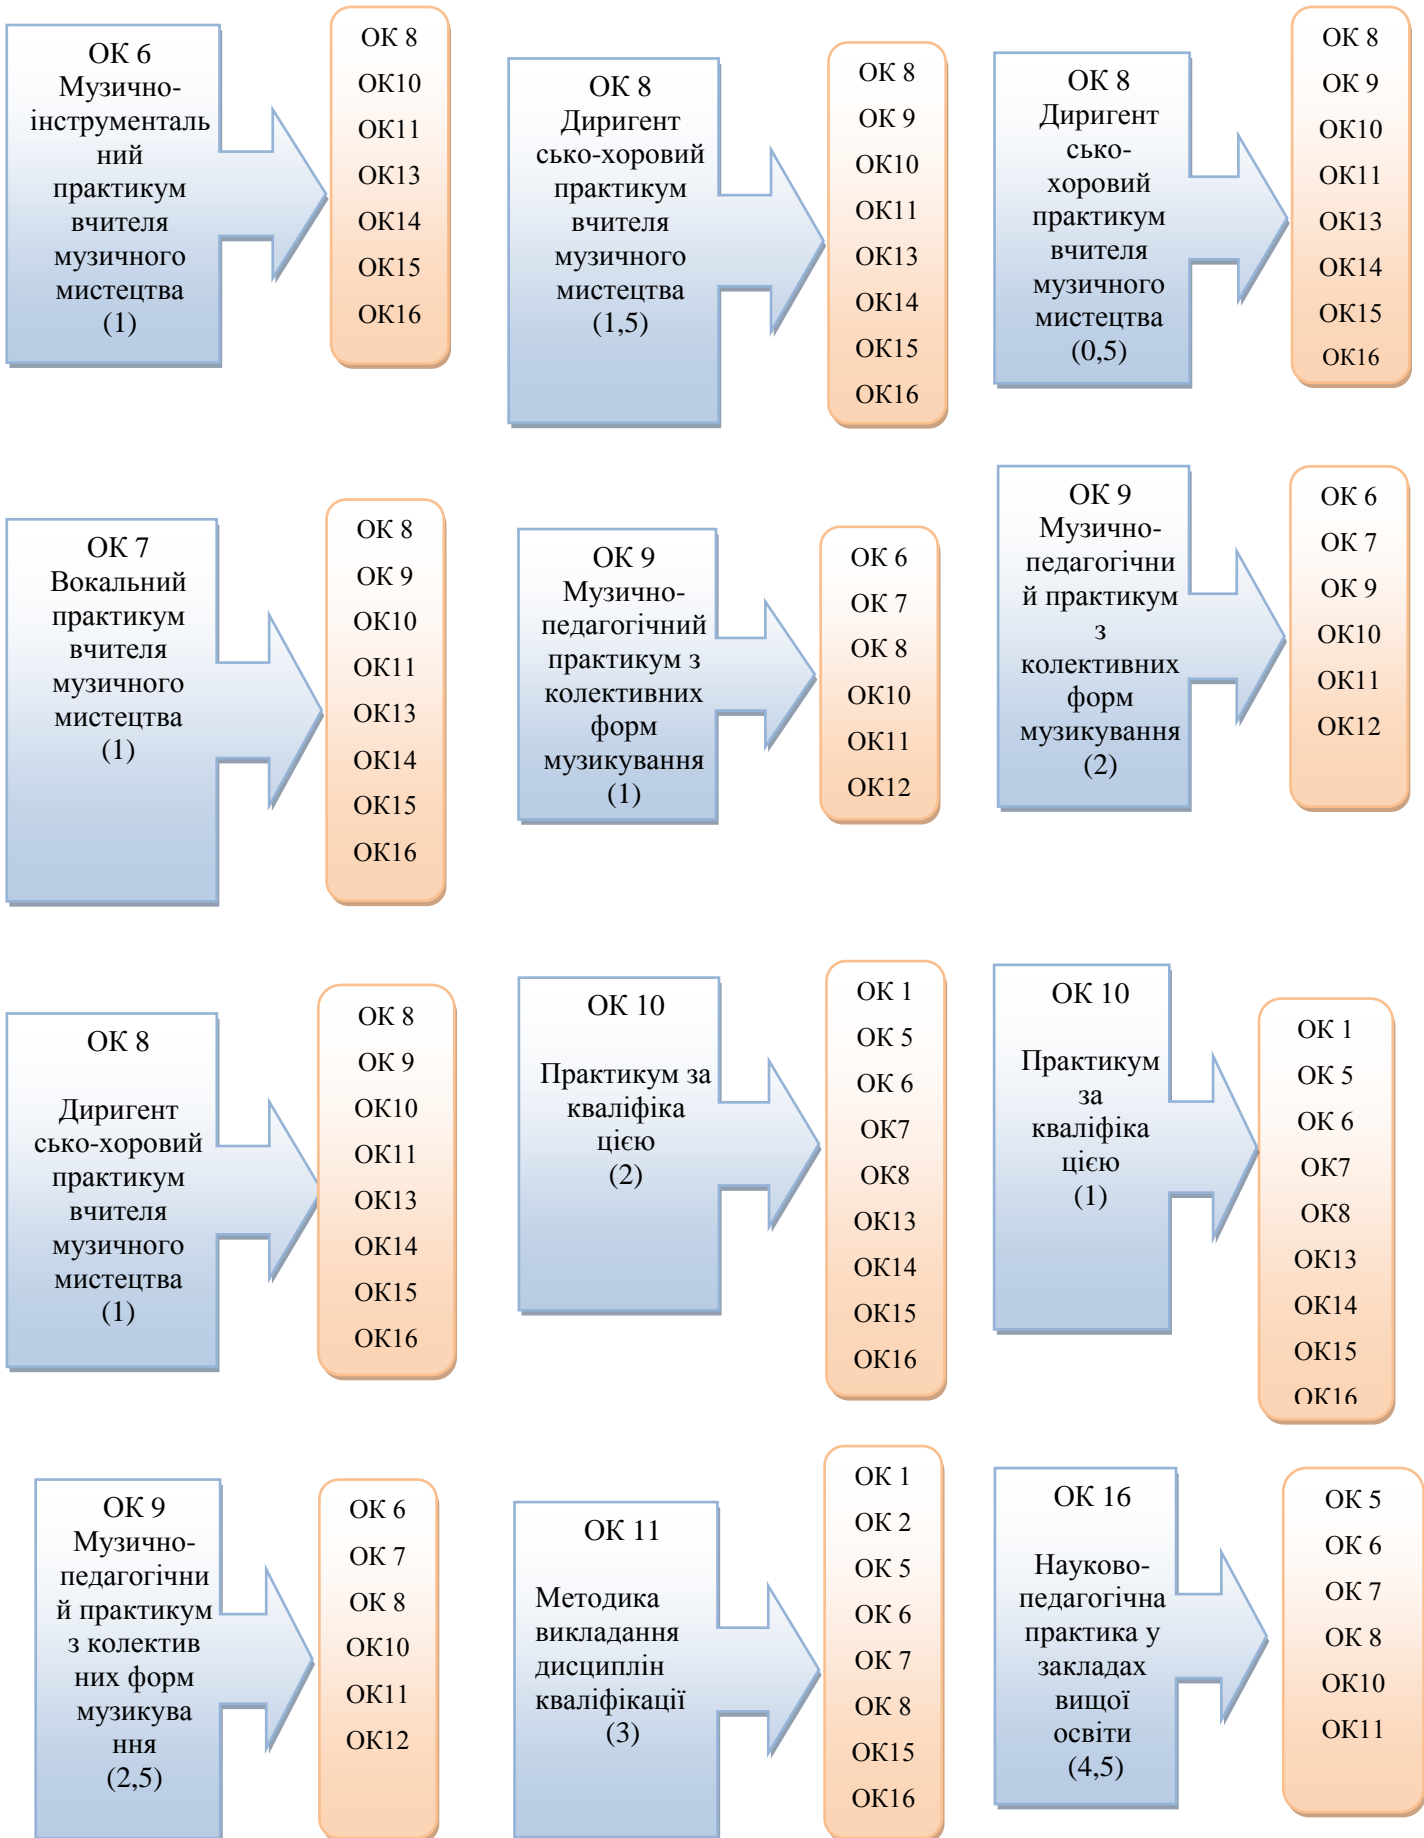 ОК 6
Музично-
інструменталь
ний
практикум
вчителя
музичного
мистецтва
(1)
ОК 8
ОК10
ОК11
ОК13
ОК14
ОК15
ОК16
ОК 8
Диригент
сько-хоровий
практикум
вчителя
музичного
мистецтва
(1,5)
ОК 8
ОК 9
ОК10
ОК11
ОК13
ОК14
ОК15
ОК16
ОК 8
Диригент
сько-
хоровий
практикум
вчителя
музичного
мистецтва
(0,5)
ОК 8
ОК 9
ОК10
ОК11
ОК13
ОК14
ОК15
ОК16
ОК 7
Вокальний
практикум
вчителя
музичного
мистецтва
(1)
ОК 8
ОК 9
ОК10
ОК11
ОК13
ОК14
ОК15
ОК16
ОК 9
Музично-
педагогічний
практикум з
колективних
форм
музикування
(1)
ОК 6
ОК 7
ОК 8
ОК10
ОК11
ОК12
ОК 9
Музично-
педагогічни
й практикум
з
колективних
форм
музикування
(2)
ОК 6
ОК 7
ОК 9
ОК10
ОК11
ОК12
ОК 8
Диригент
сько-хоровий
практикум
вчителя
музичного
мистецтва
(1)
ОК 8
ОК 9
ОК10
ОК11
ОК13
ОК14
ОК15
ОК16
ОК 10
Практикум за
кваліфіка
цією
(2)
ОК 1
ОК 5
ОК 6
ОК7
ОК8
ОК13
ОК14
ОК15
ОК16
ОК 10
Практикум
за
кваліфіка
цією
(1)
ОК 1
ОК 5
ОК 6
ОК7
ОК8
ОК13
ОК14
ОК15
ОК16
ОК 9
Музично-
педагогічни
й практикум
з колектив
них форм
музикува
ння
(2,5)
ОК 6
ОК 7
ОК 8
ОК10
ОК11
ОК12
ОК 11
Методика
викладання
дисциплін
кваліфікації
(3)
ОК 1
ОК 2
ОК 5
ОК 6
ОК 7
ОК 8
ОК15
ОК16
ОК 16
Науково-
педагогічна
практика у
закладах
вищої
освіти
(4,5)
ОК 5
ОК 6
ОК 7
ОК 8
ОК10
ОК11